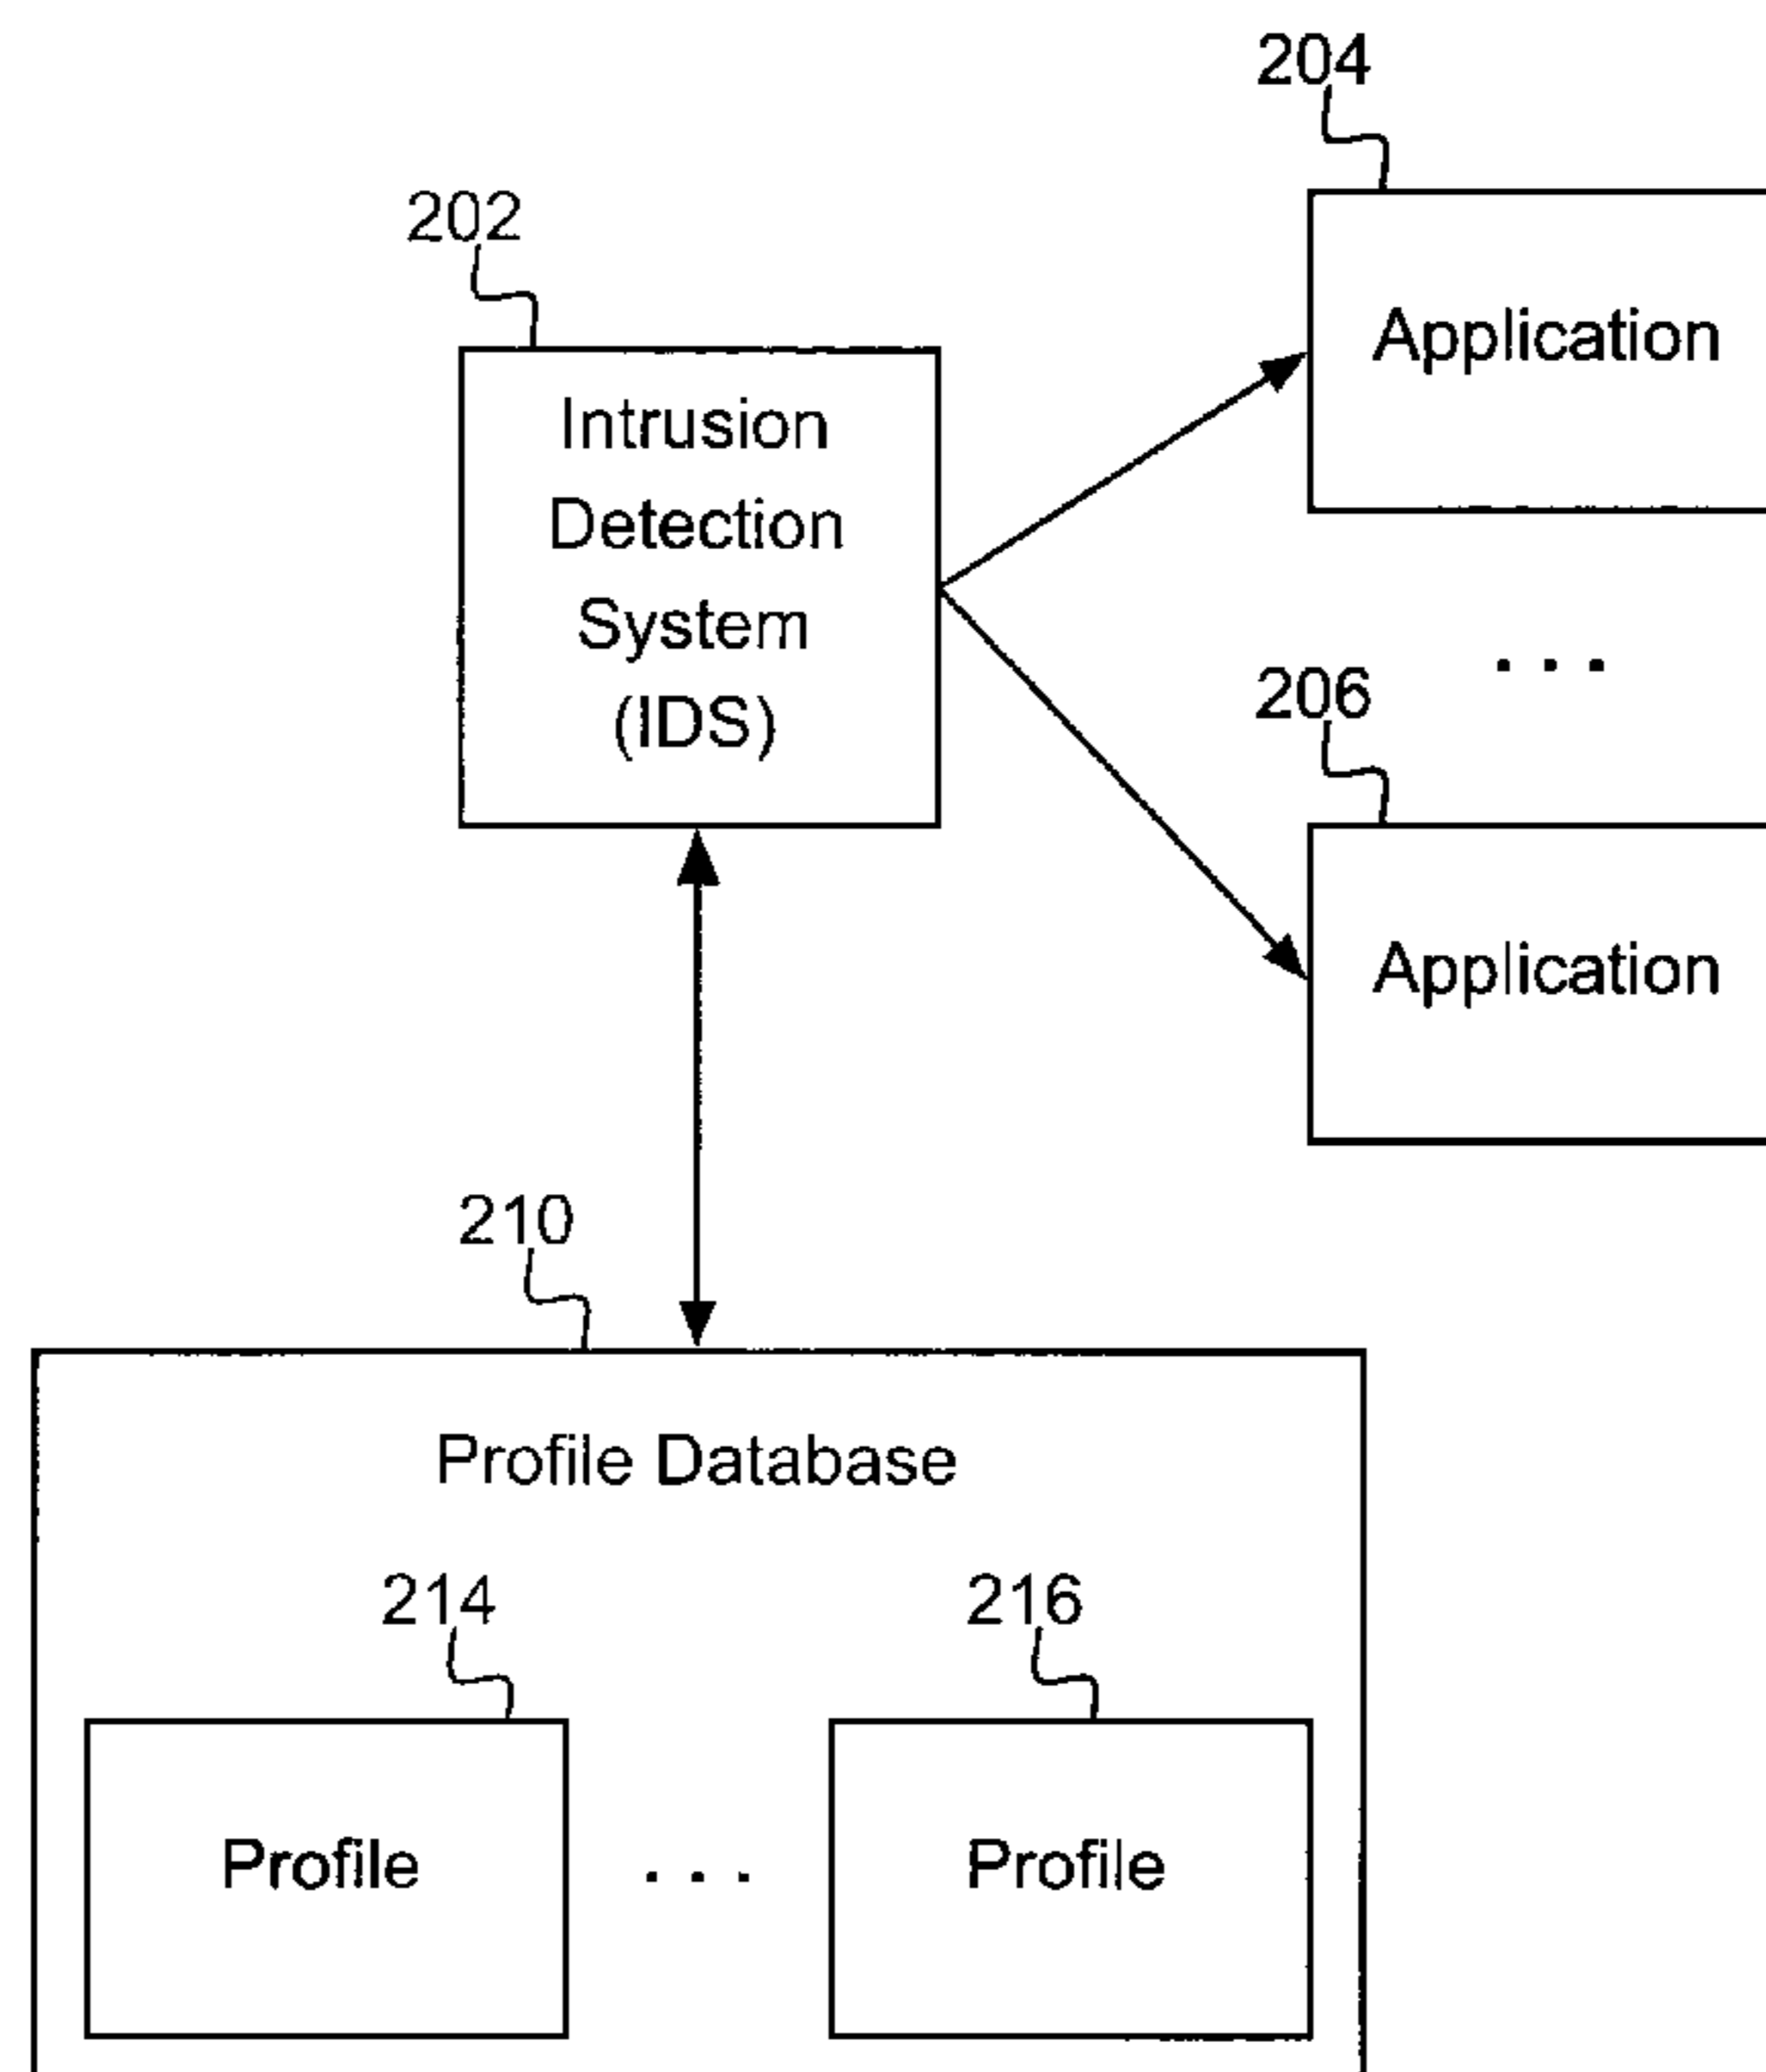 204
202
Application
Intrusion
Detection
System
(IDS)
...
206
Application
210
Profile Database
214
216
Profile
...
Profile